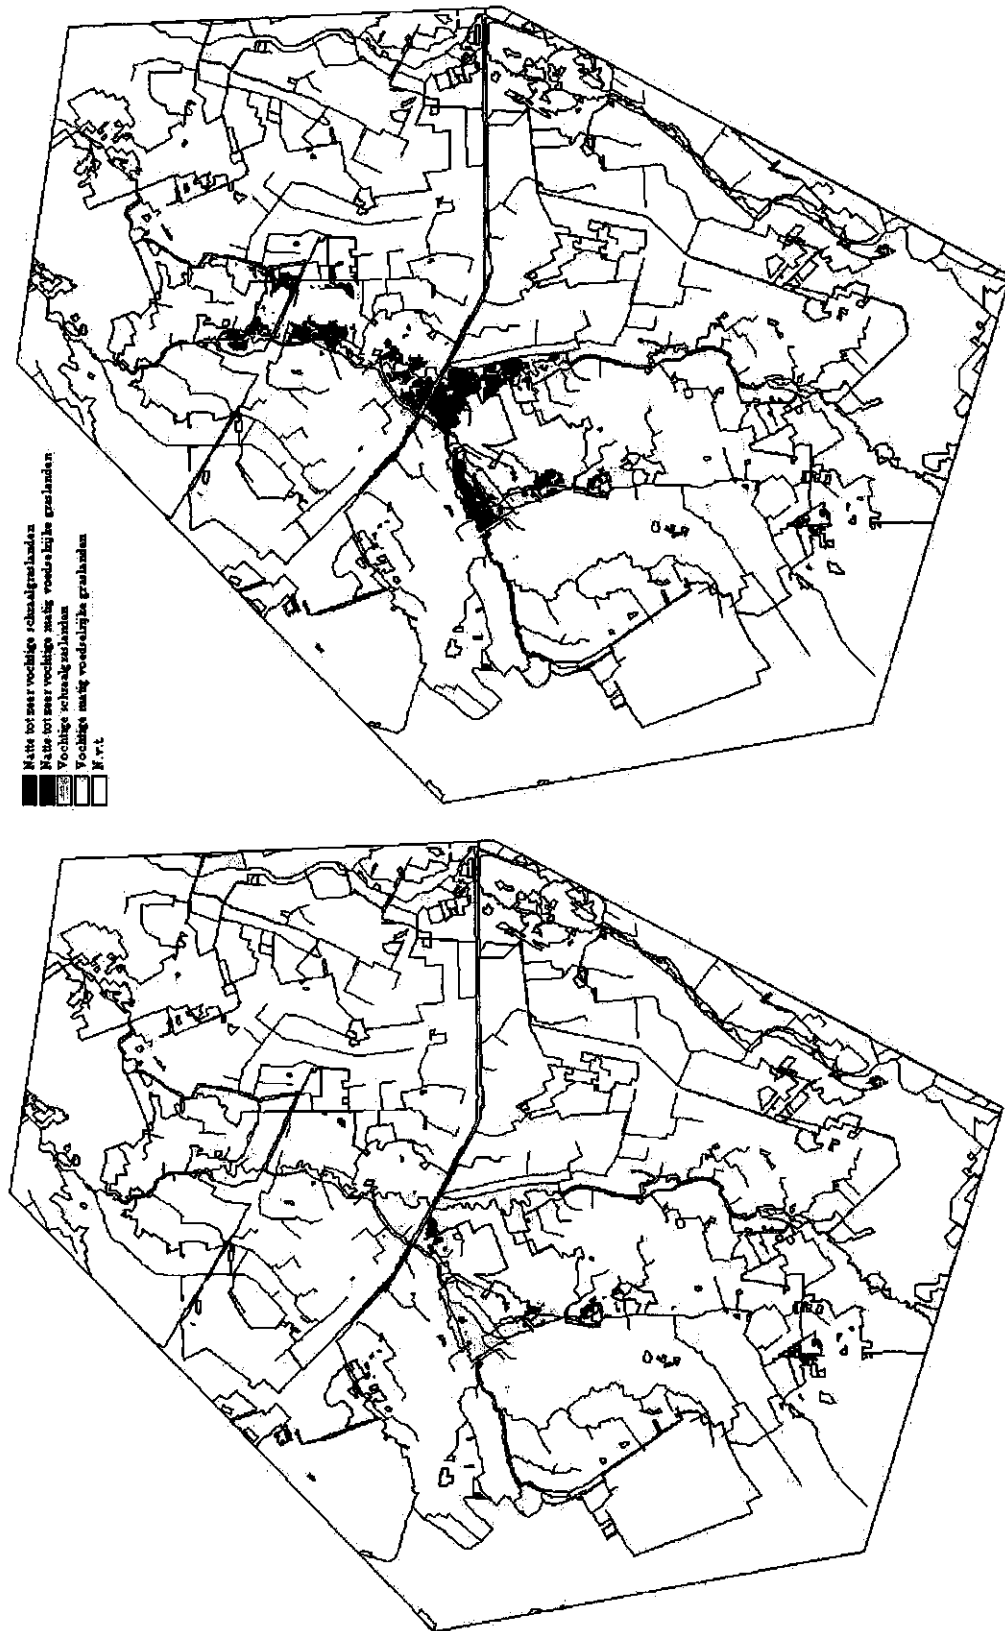 Natte tot zeer vochtige schraalgraslanden
Natte tot zeer vochtige matig voedselrijke graslanden
Vochtige schraalgraslanden
Vochtige matig voedselrijke graslanden
N.v.t.